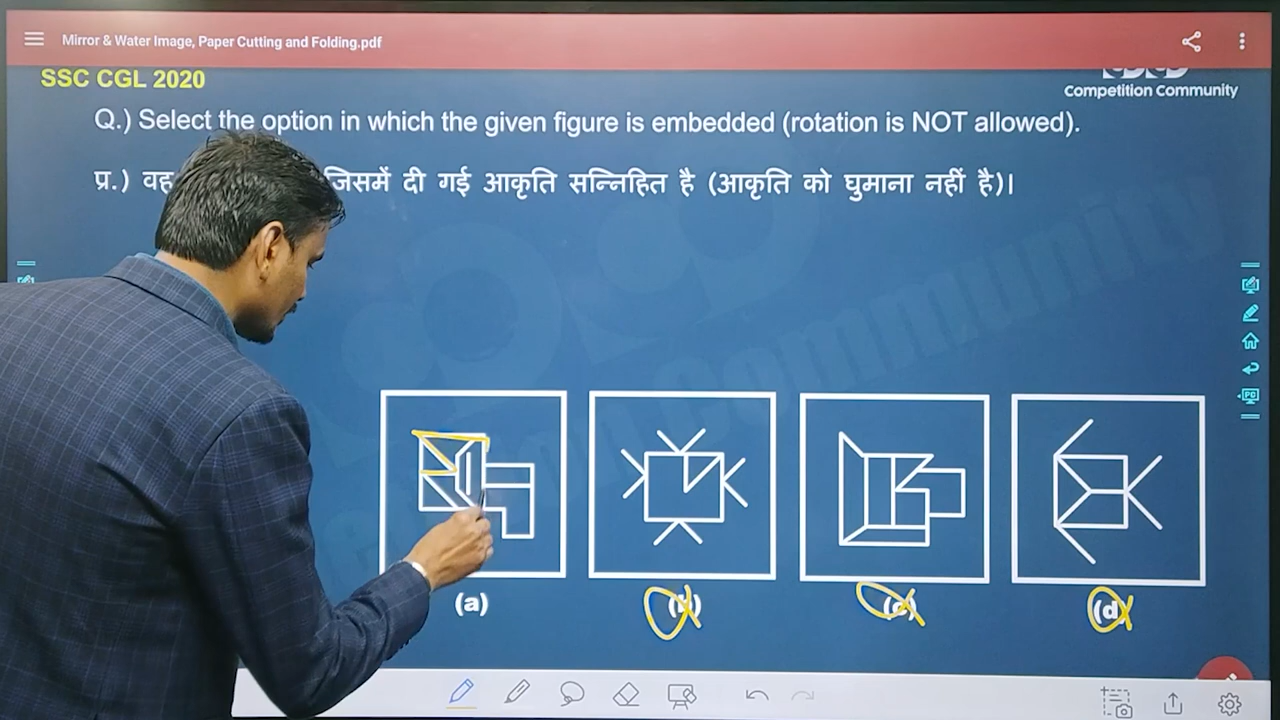 Mirror & Water Image, Paper Cutting and Folding.pdf
SSC CGL 2020
Competition Community
Q.) Select the option in which the given figure is embedded (rotation is NOT allowed).
प्र.) वह जिसमें दी गई आकृति सन्निहित है (आकृति को घुमाना नहीं है)।
Community
(a)
(b)
(c)
(d)